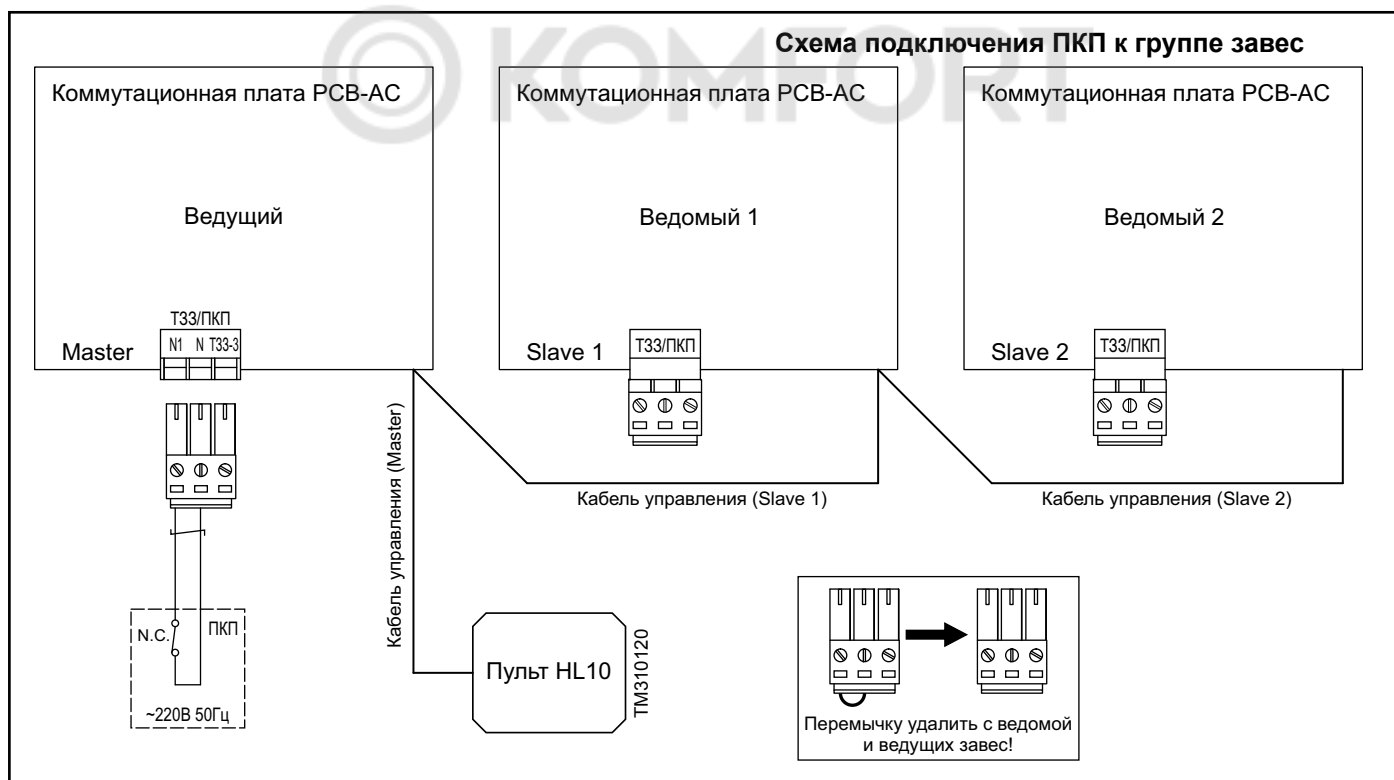 KOMFORT
Схема подключения ПКП к группе завес
Коммутационная плата PCB-AC
Ведущий
ТЗЗ/ПКП
N1 N ТЗЗ-3
Master
Коммутационная плата PCB-AC
Ведомый 1
Slave 1
ТЗЗ/ПКП
Коммутационная плата PCB-AC
Ведомый 2
Slave 2
ТЗЗ/ПКП
Кабель управления (Master)
Кабель управления (Slave 1)
Кабель управления (Slave 2)
N.C.
ПКП
~220В 50Гц
Пульт HL10
TM310120
Перемычку удалить с ведомой
и ведущих завес!